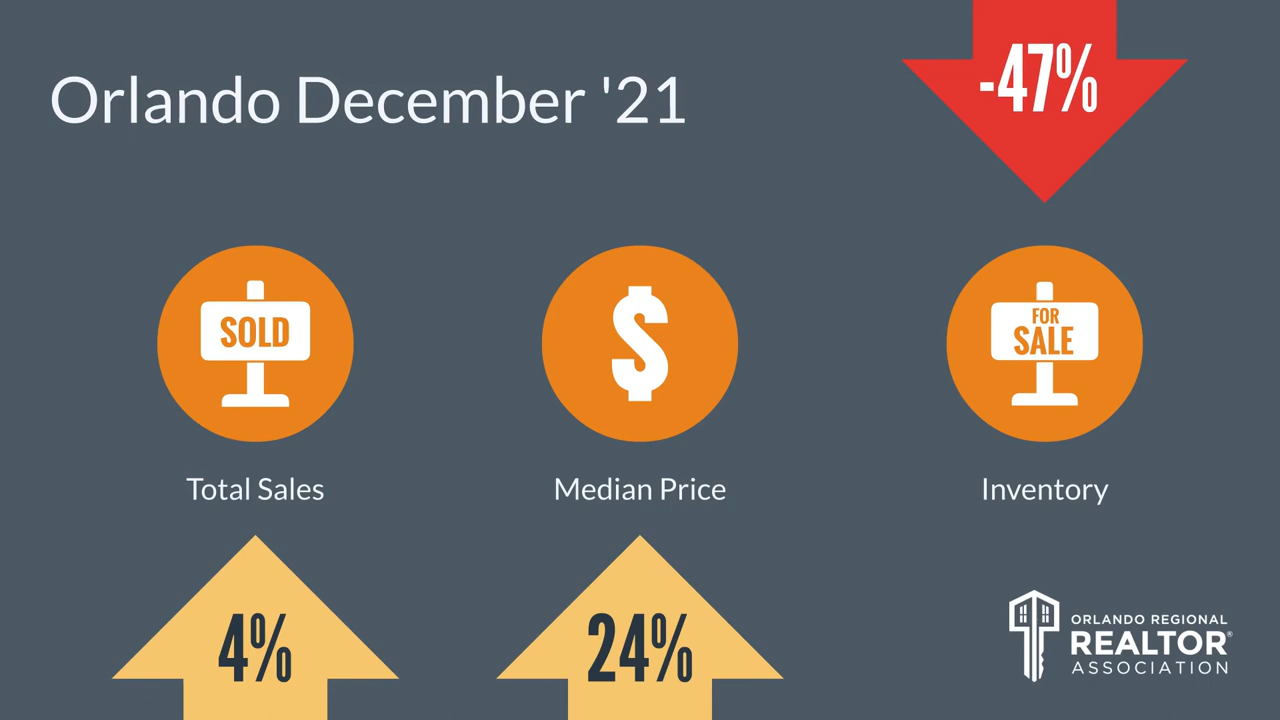 Orlando December '21
-47%
SOLD
$
FOR
SALE
Total Sales
Median Price
Inventory
4%
24%
ORLANDO REGIONAL
REALTOR®
ASSOCIATION